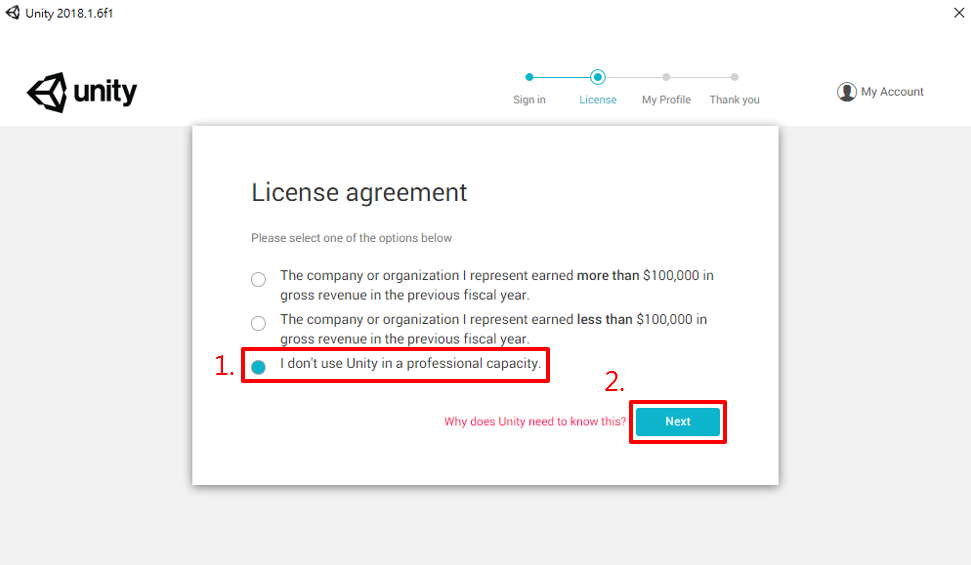 Unity 2018.1.6f1
unity
Sign in
License
My Profile
Thank you
My Account
License agreement
Please select one of the options below
The company or organization I represent earned more than $100,000 in
gross revenue in the previous fiscal year.
The company or organization I represent earned less than $100,000 in
gross revenue in the previous fiscal year.
1.
I don't use Unity in a professional capacity.
2.
Why does Unity need to know this?
Next